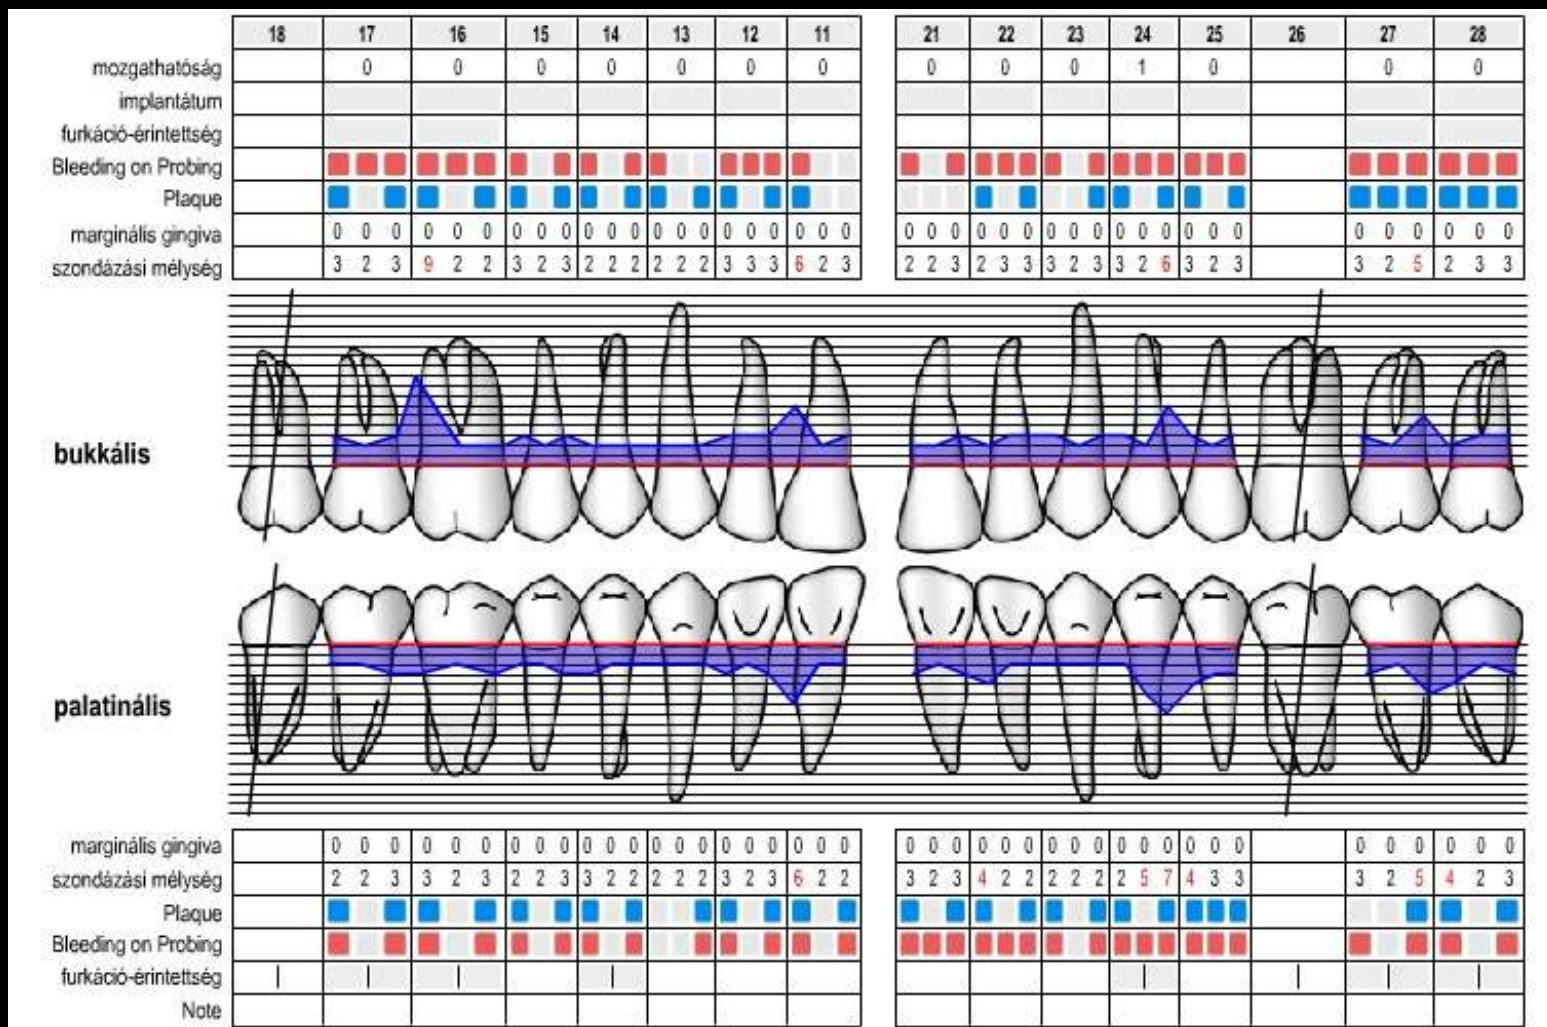 18 17 16 15 14 13 12 11 21 22 23 24 25 26 27 28
mozgathatóság 0 0 0 0 0 0 0 0 0 0 1 0 0 0
implantátum
furkáció-érintettség
Bleeding on Probing
Plaque
marginális gingiva 0 0 0 0 0 0 0 0 0 0 0 0 0 0 0 0 0 0 0 0 0 0 0 0 0 0 0 0 0 0 0 0 0 0 0 0 0 0 0 0 0 0
szondázási mélység 3 2 3 9 2 2 3 2 3 2 2 2 2 2 2 3 3 3 6 2 3 2 2 3 2 3 3 3 2 3 3 2 6 3 2 3 3 2 5 2 3 3
bukkális
palatinális
marginális gingiva 0 0 0 0 0 0 0 0 0 0 0 0 0 0 0 0 0 0 0 0 0 0 0 0 0 0 0 0 0 0 0 0 0 0 0 0 0 0 0 0 0 0
szondázási mélység 2 2 3 3 2 3 2 2 3 3 2 2 2 2 2 3 2 3 6 2 2 3 2 3 4 2 2 2 2 2 2 5 7 4 3 3 3 2 5 4 2 3
Plaque
Bleeding on Probing
furkáció-érintettség | | | | | | | |
Note